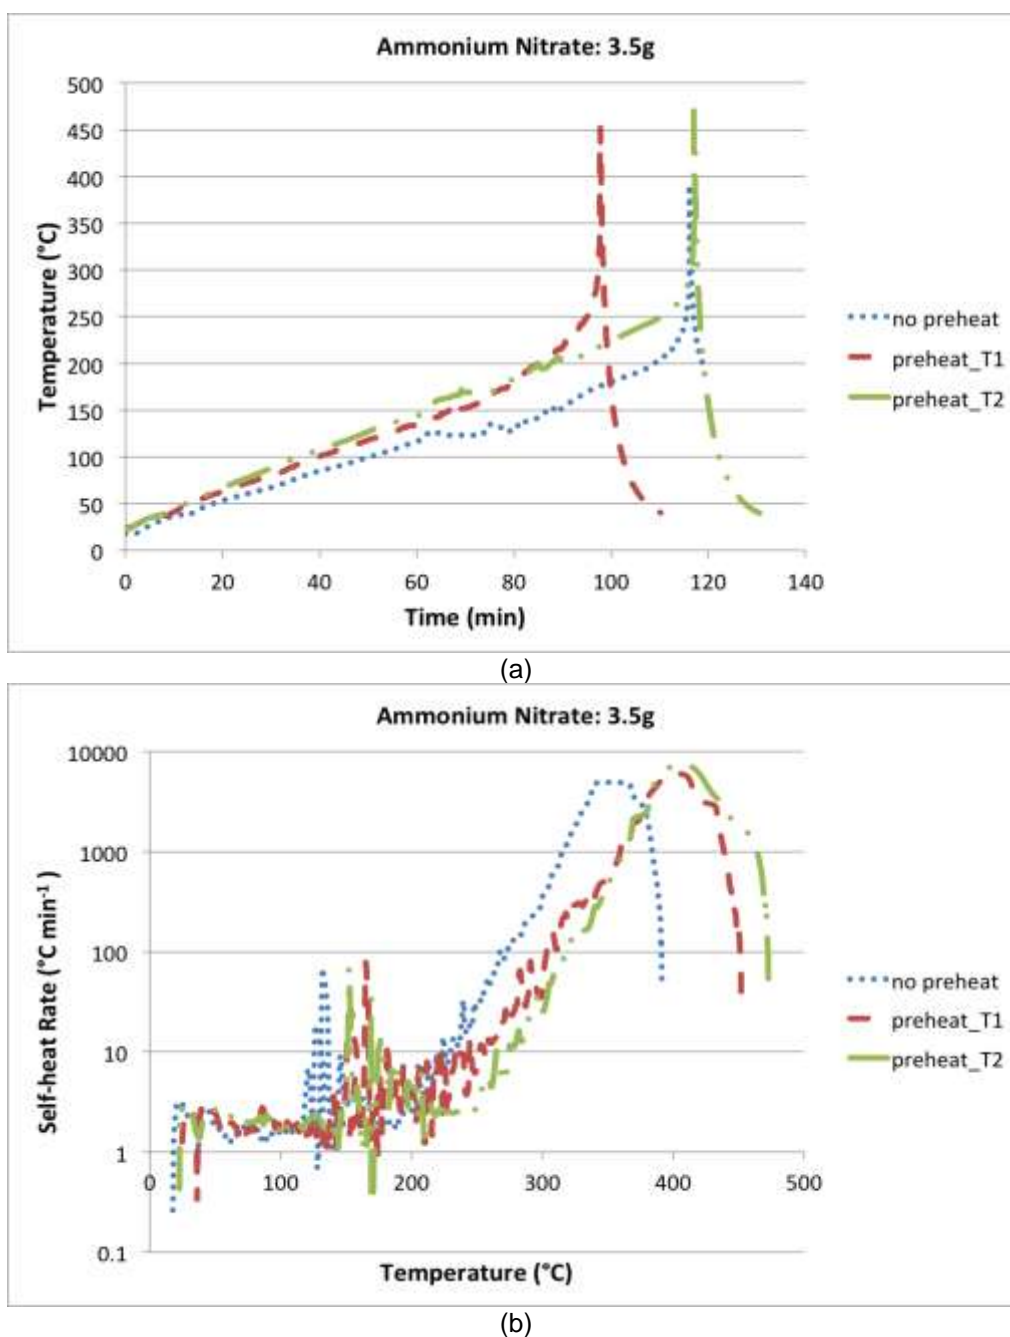 Ammonium Nitrate: 3.5g
Temperature (°C)
500
450
400
350
300
250
200
150
100
50
0
0 20 40 60 80 100 120 140
Time (min)
no preheat
preheat_T1
preheat_T2
(a)
Ammonium Nitrate: 3.5g
Self-heat Rate (°C min⁻¹)
10000
1000
100
10
1
0.1
0 100 200 300 400 500
Temperature (°C)
no preheat
preheat_T1
preheat_T2
(b)